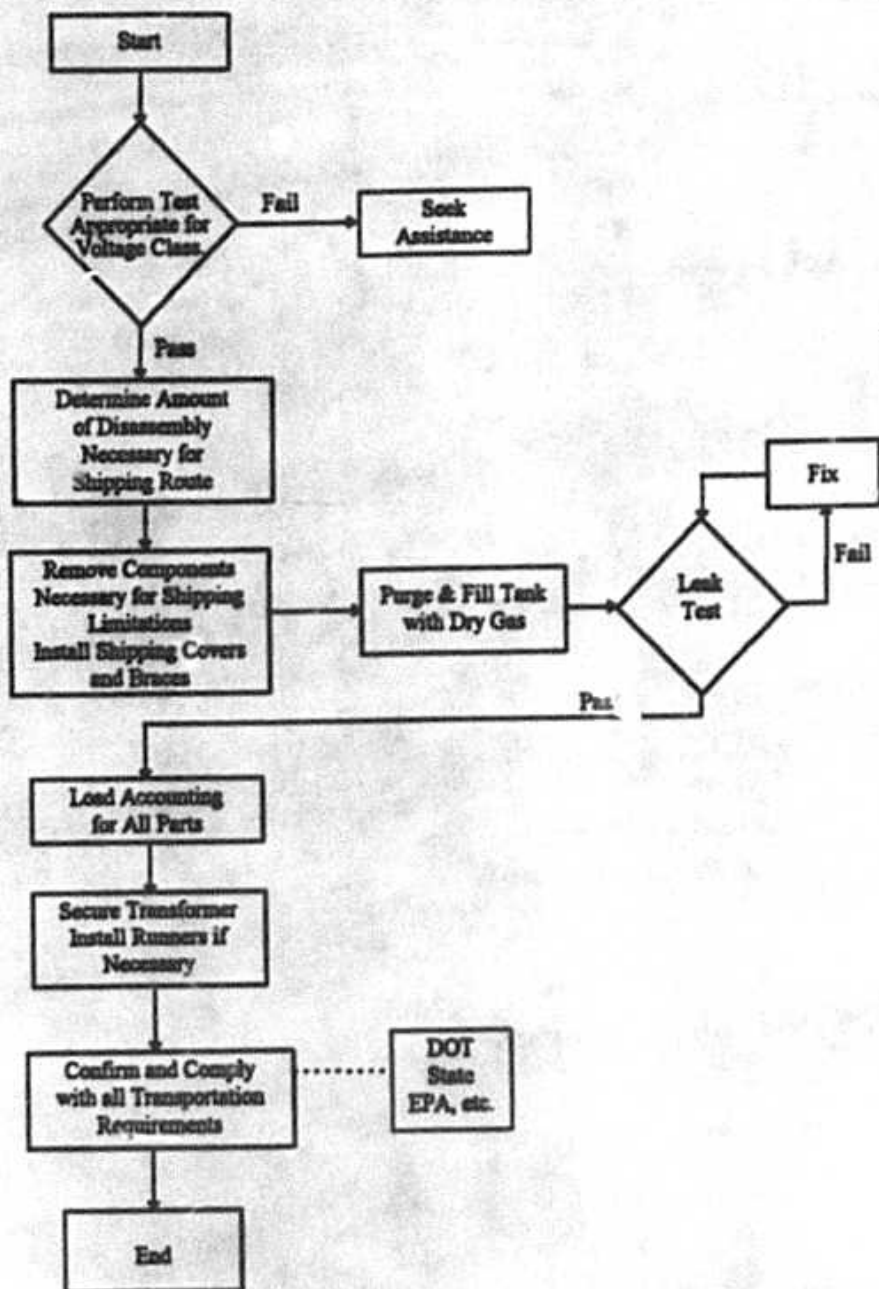 Start
Perform Test
Appropriate for
Voltage Class.
Fail
Seek
Assistance
Pass
Determine Amount
of Disassembly
Necessary for
Shipping Route
Fix
Remove Components
Necessary for Shipping
Limitations
Install Shipping Covers
and Braces
Purge & Fill Tank
with Dry Gas
Leak
Test
Fail
Pas
Load Accounting
for All Parts
Secure Transformer
Install Runners if
Necessary
Confirm and Comply
with all Transportation
Requirements
DOT
State
EPA, etc.
End